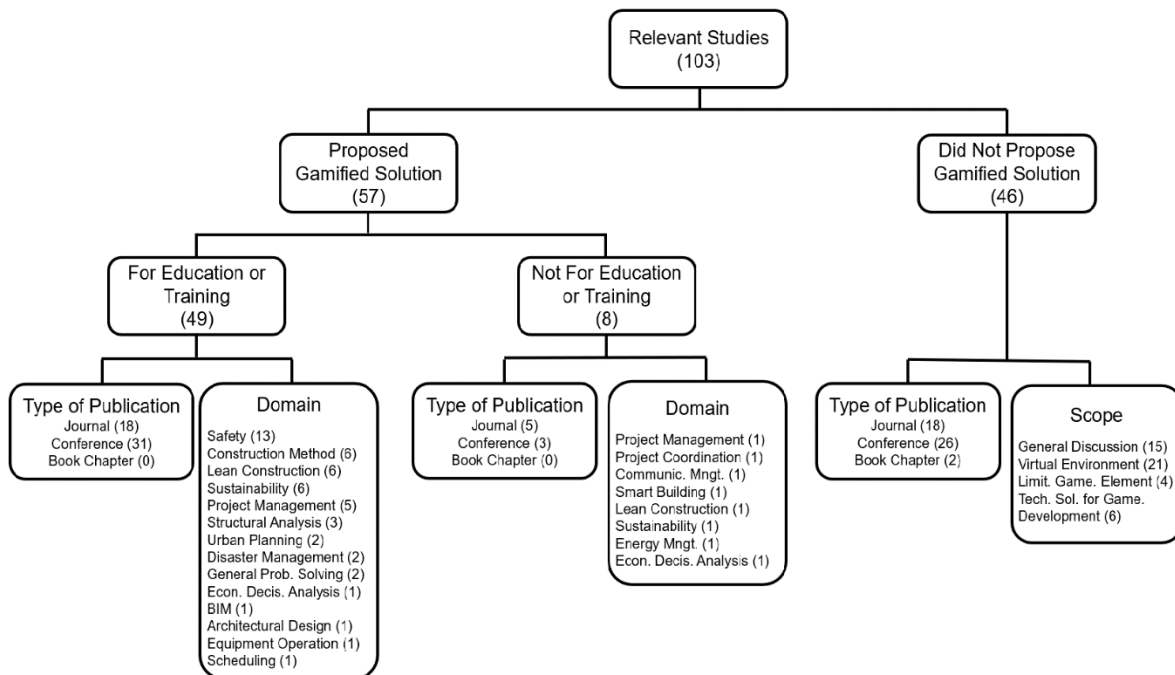 Relevant Studies
(103)
Proposed
Gamified Solution
(57)
Did Not Propose
Gamified Solution
(46)
For Education or
Training
(49)
Not For Education
or Training
(8)
Type of Publication
Journal (18)
Conference (31)
Book Chapter (0)
Domain
Safety (13)
Construction Method (6)
Lean Construction (6)
Sustainability (6)
Project Management (5)
Structural Analysis (3)
Urban Planning (2)
Disaster Management (2)
General Prob. Solving (2)
Econ. Decis. Analysis (1)
BIM (1)
Architectural Design (1)
Equipment Operation (1)
Scheduling (1)
Type of Publication
Journal (5)
Conference (3)
Book Chapter (0)
Domain
Project Management (1)
Project Coordination (1)
Communic. Mngt. (1)
Smart Building (1)
Lean Construction (1)
Sustainability (1)
Energy Mngt. (1)
Econ. Decis. Analysis (1)
Type of Publication
Journal (18)
Conference (26)
Book Chapter (2)
Scope
General Discussion (15)
Virtual Environment (21)
Limit. Game. Element (4)
Tech. Sol. for Game.
Development (6)